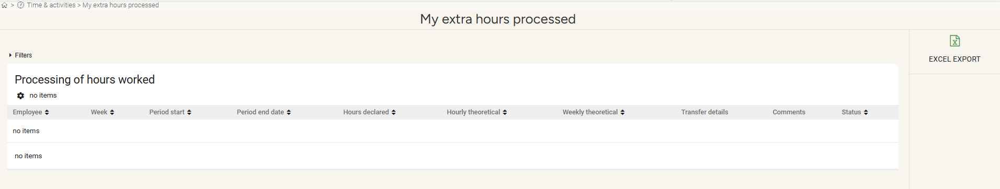 > Time & activities > My extra hours processed
My extra hours processed
EXCEL EXPORT
Filters
Processing of hours worked
no items
Employee Week Period start Period end date Hours declared Hourly theoretical Weekly theoretical Transfer details Comments Status
no items
no items